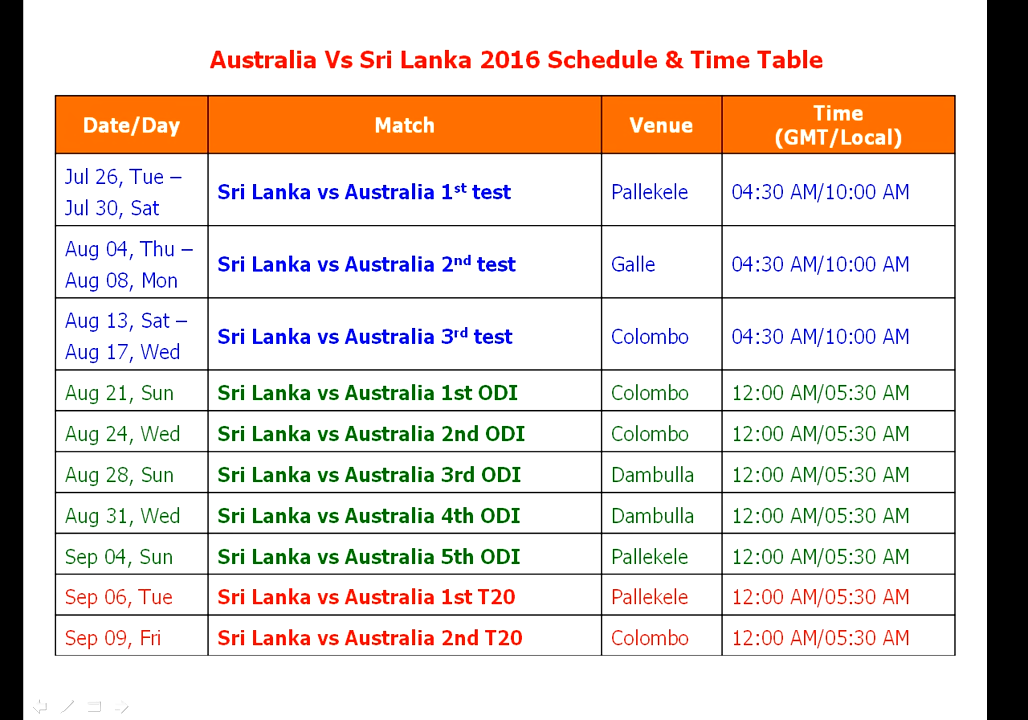 Australia Vs Sri Lanka 2016 Schedule & Time Table
Date/Day Match Venue Time (GMT/Local)
Jul 26, Tue –
Jul 30, Sat
Sri Lanka vs Australia 1st test Pallekele 04:30 AM/10:00 AM
Aug 04, Thu –
Aug 08, Mon
Sri Lanka vs Australia 2nd test Galle 04:30 AM/10:00 AM
Aug 13, Sat –
Aug 17, Wed
Sri Lanka vs Australia 3rd test Colombo 04:30 AM/10:00 AM
Aug 21, Sun Sri Lanka vs Australia 1st ODI Colombo 12:00 AM/05:30 AM
Aug 24, Wed Sri Lanka vs Australia 2nd ODI Colombo 12:00 AM/05:30 AM
Aug 28, Sun Sri Lanka vs Australia 3rd ODI Dambulla 12:00 AM/05:30 AM
Aug 31, Wed Sri Lanka vs Australia 4th ODI Dambulla 12:00 AM/05:30 AM
Sep 04, Sun Sri Lanka vs Australia 5th ODI Pallekele 12:00 AM/05:30 AM
Sep 06, Tue Sri Lanka vs Australia 1st T20 Pallekele 12:00 AM/05:30 AM
Sep 09, Fri Sri Lanka vs Australia 2nd T20 Colombo 12:00 AM/05:30 AM